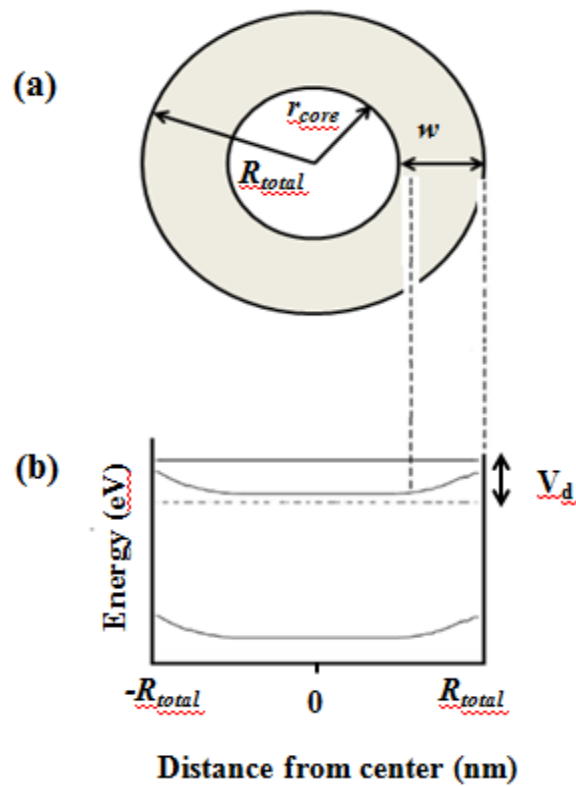 (a)
r_core
w
R_total
(b)
Energy (eV)
V_d
-R_total
0
R_total
Distance from center (nm)